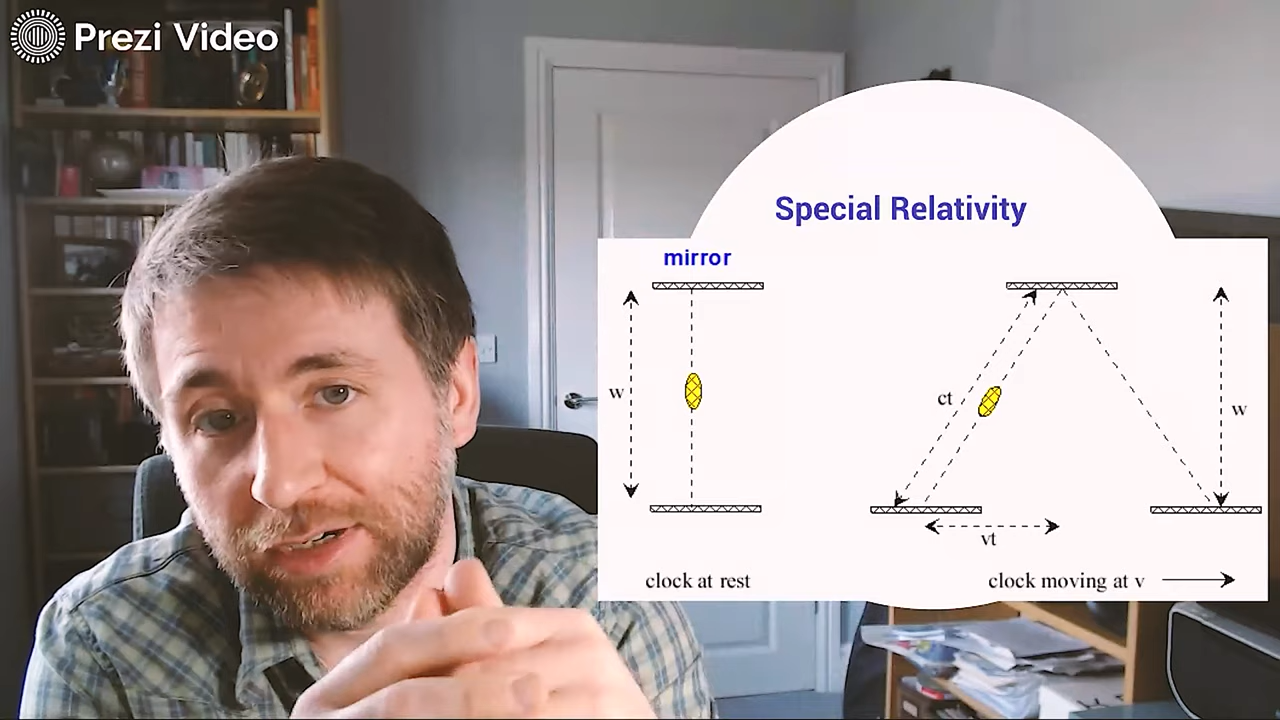 Prezi Video
Special Relativity
mirror
w
ct
w
vt
clock at rest
clock moving at v